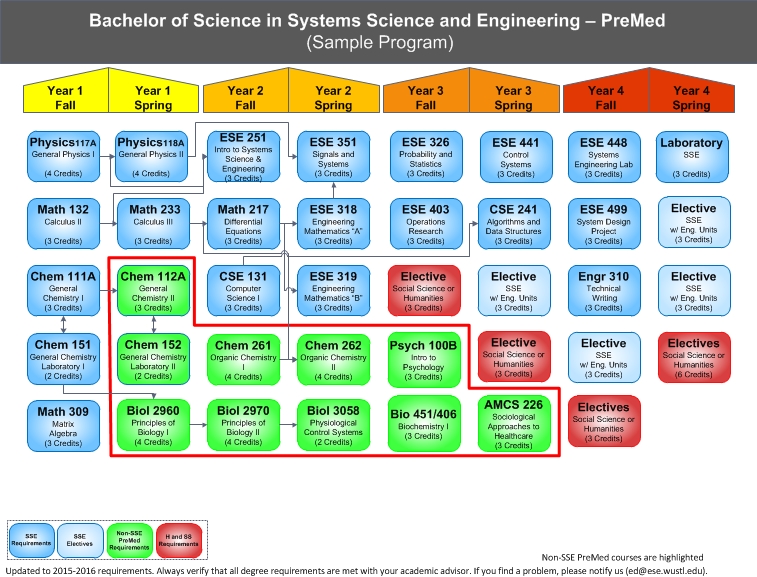 Bachelor of Science in Systems Science and Engineering – PreMed
(Sample Program)
Year 1
Fall
Year 1
Spring
Year 2
Fall
Year 2
Spring
Year 3
Fall
Year 3
Spring
Year 4
Fall
Year 4
Spring
Physics117A
General Physics I
(4 Credits)
Physics118A
General Physics II
(4 Credits)
ESE 251
Intro to Systems
Science &
Engineering
(3 Credits)
ESE 351
Signals and
Systems
(3 Credits)
ESE 326
Probability and
Statistics
(3 Credits)
ESE 441
Control
Systems
(3 Credits)
ESE 448
Systems
Engineering Lab
(3 Credits)
Laboratory
SSE
(3 Credits)
Math 132
Calculus II
(3 Credits)
Math 233
Calculus III
(3 Credits)
Math 217
Differential
Equations
(3 Credits)
ESE 318
Engineering
Mathematics "A"
(3 Credits)
ESE 403
Operations
Research
(3 Credits)
CSE 241
Algorithms and
Data Structures
(3 Credits)
ESE 499
System Design
Project
(3 Credits)
Elective
SSE
w/ Eng. Units
(3 Credits)
Chem 111A
General
Chemistry I
(3 Credits)
Chem 112A
General
Chemistry II
(3 Credits)
CSE 131
Computer
Science I
(3 Credits)
ESE 319
Engineering
Mathematics "B"
(3 Credits)
Elective
Social Science or
Humanities
(3 Credits)
Elective
SSE
w/ Eng. Units
(3 Credits)
Engr 310
Technical
Writing
(3 Credits)
Elective
SSE
w/ Eng. Units
(3 Credits)
Chem 151
General Chemistry
Laboratory I
(2 Credits)
Chem 152
General Chemistry
Laboratory II
(2 Credits)
Chem 261
Organic Chemistry
I
(4 Credits)
Chem 262
Organic Chemistry
II
(4 Credits)
Psych 100B
Intro to
Psychology
(3 Credits)
Elective
Social Science or
Humanities
(3 Credits)
Elective
SSE
w/ Eng. Units
(3 Credits)
Electives
Social Science or
Humanities
(6 Credits)
Math 309
Matrix
Algebra
(3 Credits)
Biol 2960
Principles of
Biology I
(4 Credits)
Biol 2970
Principles of
Biology II
(4 Credits)
Biol 3058
Physiological
Control Systems
(2 Credits)
Bio 451/406
Biochemistry I
(3 Credits)
AMCS 226
Sociological
Approaches to
Healthcare
(3 Credits)
Electives
Social Science or
Humanities
(3 Credits)
SSE
Requirements
SSE
Electives
Non-SSE
PreMed
Requirements
H and SS
Requirements
Non-SSE PreMed courses are highlighted
Updated to 2015-2016 requirements. Always verify that all degree requirements are met with your academic advisor. If you find a problem, please notify us (ed@ese.wustl.edu).